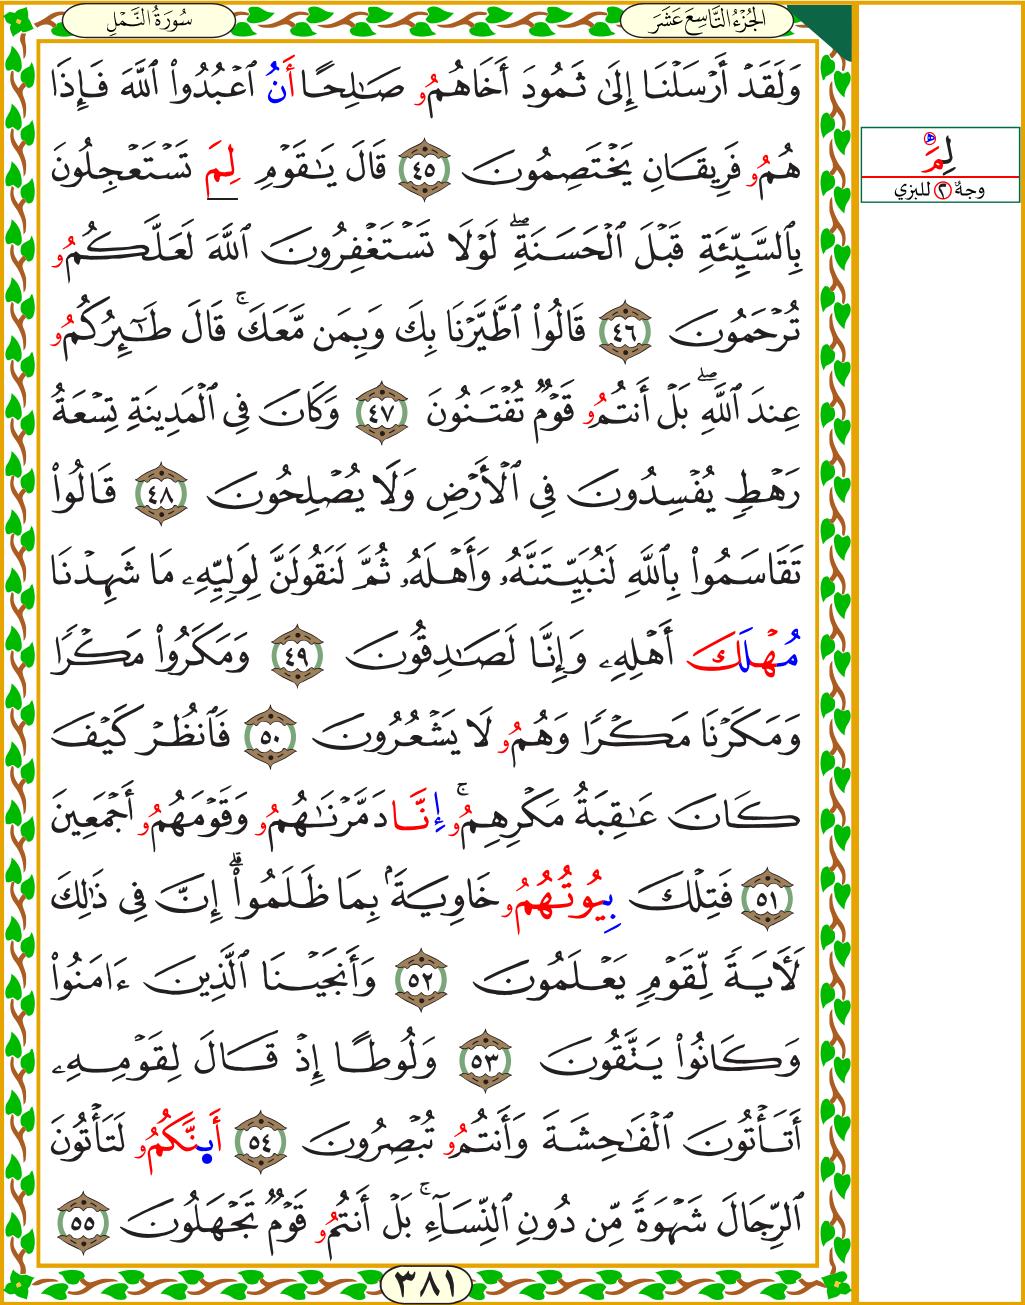 سُورَةُ النَّمْلِ
الجُزْءُ التَّاسِعَ عَشَرَ
وَلَقَدۡ أَرۡسَلۡنَا إِلَىٰ ثَمُودَ أَخَاهُمُۥ صَٰلِحًا أَنُ ٱعۡبُدُواْ ٱللَّهَ فَإِذَا
هُمُۥ فَرِيقَانِ يَخۡتَصِمُونَ ٤٥ قَالَ يَٰقَوۡمِ لِمَ تَسۡتَعۡجِلُونَ
بِٱلسَّيِّئَةِ قَبۡلَ ٱلۡحَسَنَةِۖ لَوۡلَا تَسۡتَغۡفِرُونَ ٱللَّهَ لَعَلَّكُمُۥ
تُرۡحَمُونَ ٤٦ قَالُواْ ٱطَّيَّرۡنَا بِكَ وَبِمَن مَّعَكَۚ قَالَ طَٰٓئِرُكُمُۥ
عِندَ ٱللَّهِۖ بَلۡ أَنتُمُۥ قَوۡمٞ تُفۡتَنُونَ ٤٧ وَكَانَ فِي ٱلۡمَدِينَةِ تِسۡعَةُ
رَهۡطٖ يُفۡسِدُونَ فِي ٱلۡأَرۡضِ وَلَا يُصۡلِحُونَ ٤٨ قَالُواْ
تَقَاسَمُواْ بِٱللَّهِ لَنُبَيِّتَنَّهُۥ وَأَهۡلَهُۥ ثُمَّ لَنَقُولَنَّ لِوَلِيِّهِۦ مَا شَهِدۡنَا
مُهۡلَكَ أَهۡلِهِۦ وَإِنَّا لَصَٰدِقُونَ ٤٩ وَمَكَرُواْ مَكۡرٗا
وَمَكَرۡنَا مَكۡرٗا وَهُمُۥ لَا يَشۡعُرُونَ ٥٠ فَٱنظُرۡ كَيۡفَ
كَانَ عَٰقِبَةُ مَكۡرِهِمُۥۚ إِنَّا دَمَّرۡنَٰهُمُۥ وَقَوۡمَهُمُۥ أَجۡمَعِينَ
٥١ فَتِلۡكَ بِيُوتُهُمُۥ خَاوِيَةَۢ بِمَا ظَلَمُوٓاْۗ إِنَّ فِي ذَٰلِكَ
لَأٓيَةٗ لِّقَوۡمٖ يَعۡلَمُونَ ٥٢ وَأَنجَيۡنَا ٱلَّذِينَ ءَامَنُواْ
وَكَانُواْ يَتَّقُونَ ٥٣ وَلُوطًا إِذۡ قَالَ لِقَوۡمِهِۦ
أَتَأۡتُونَ ٱلۡفَٰحِشَةَ وَأَنتُمُۥ تُبۡصِرُونَ ٥٤ أَىِٕنَّكُمُۥ لَتَأۡتُونَ
ٱلرِّجَالَ شَهۡوَةٗ مِّن دُونِ ٱلنِّسَآءِۚ بَلۡ أَنتُمُۥ قَوۡمٞ تَجۡهَلُونَ ٥٥
٣٨١
لِمَهْ
وجهٌ ٢ للبزي